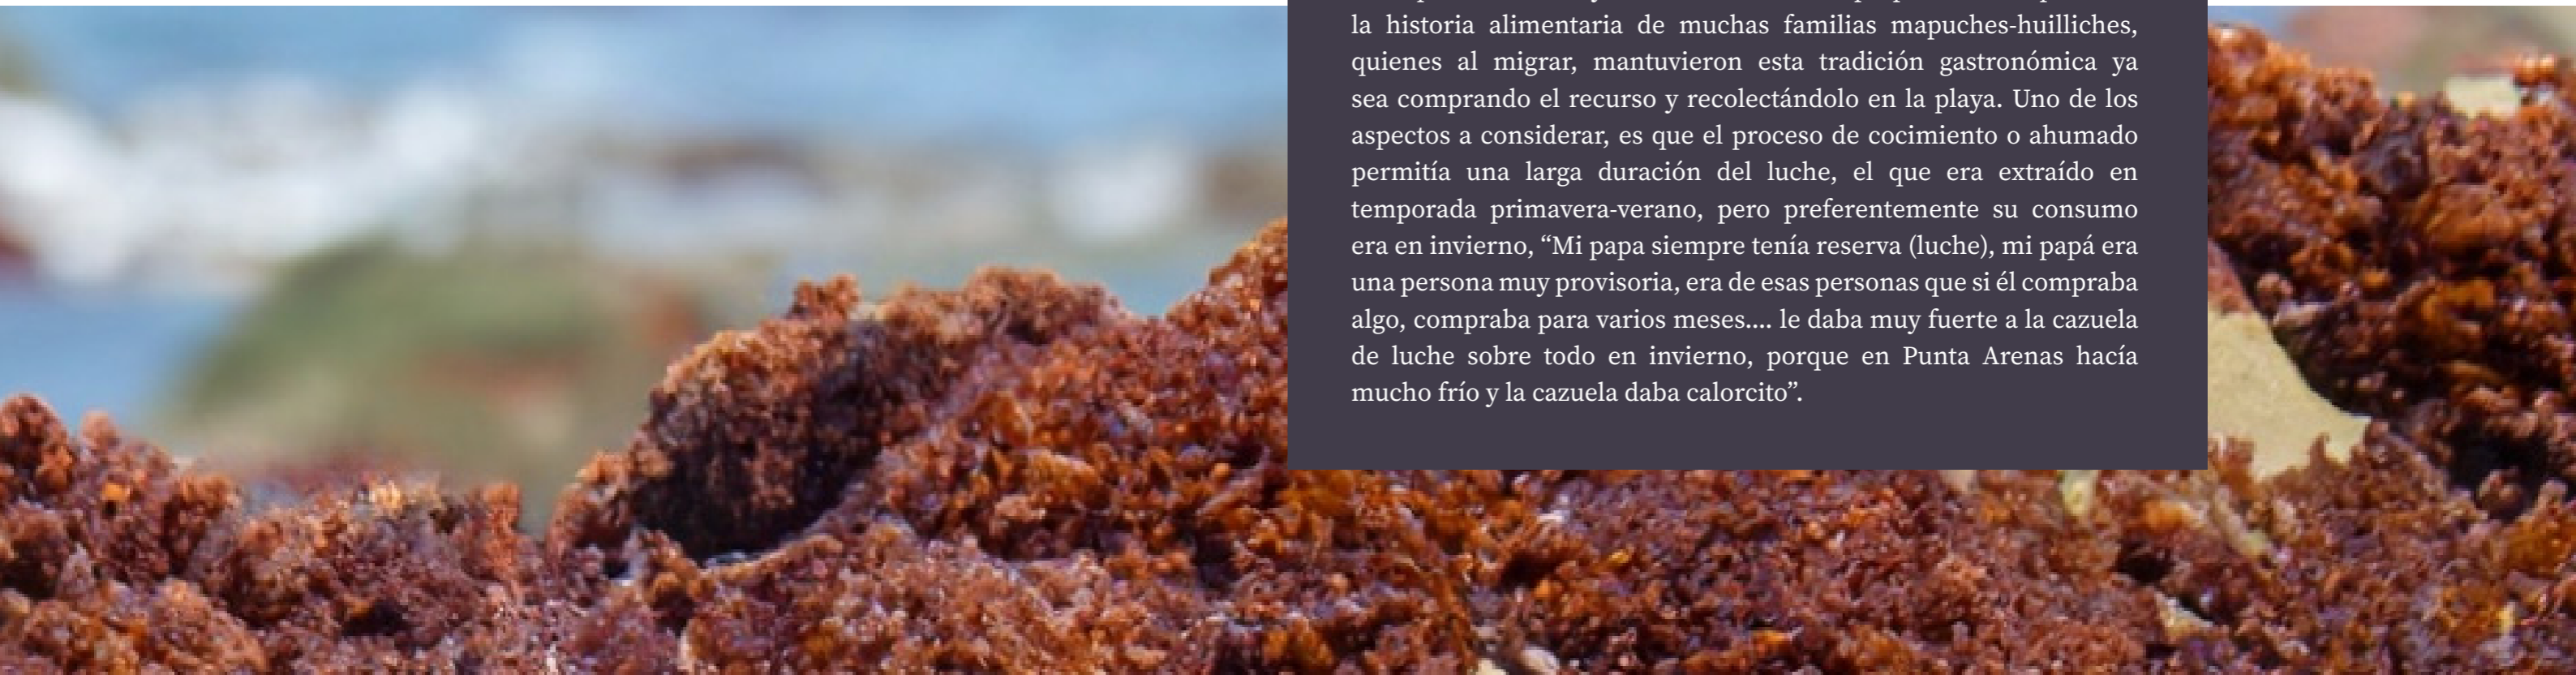 la historia alimentaria de muchas familias mapuches-huilliches,
quienes al migrar, mantuvieron esta tradición gastronómica ya
sea comprando el recurso y recolectándolo en la playa. Uno de los
aspectos a considerar, es que el proceso de cocimiento o ahumado
permitía una larga duración del luche, el que era extraído en
temporada primavera-verano, pero preferentemente su consumo
era en invierno, “Mi papa siempre tenía reserva (luche), mi papá era
una persona muy provisoria, era de esas personas que si él compraba
algo, compraba para varios meses.... le daba muy fuerte a la cazuela
de luche sobre todo en invierno, porque en Punta Arenas hacía
mucho frío y la cazuela daba calorcito”.